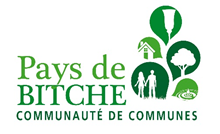 Pays de
BITCHE
COMMUNAUTÉ DE COMMUNES